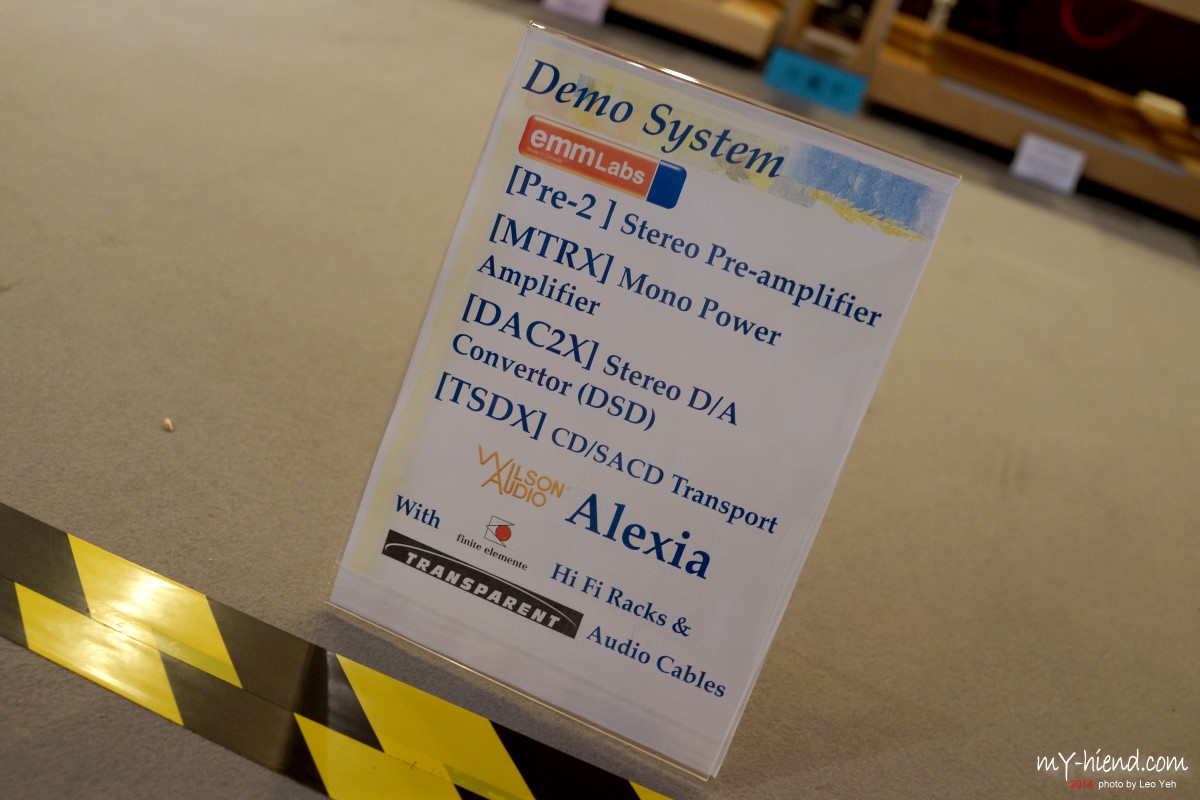 Demo System
emm Labs
[Pre-2 ] Stereo Pre-amplifier
[MTRX] Mono Power
Amplifier
[DAC2X] Stereo D/A
Convertor (DSD)
[TSDX] CD/SACD Transport
WILSON
AUDIO
Alexia
With
finite elemente
Hi Fi Racks &
TRANSPARENT
Audio Cables
mY-hiend.com
2014 photo by Leo Yeh